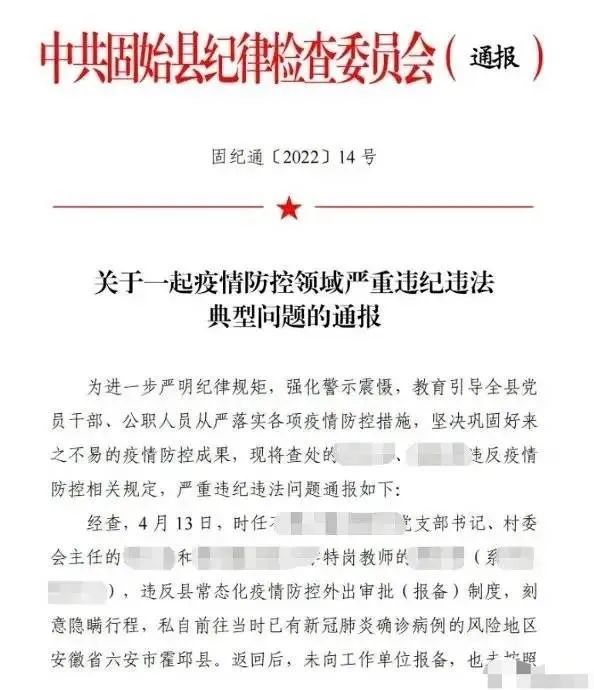 中共固始县纪律检查委员会(通报)
固纪通〔2022〕14 号
关于一起疫情防控领域严重违纪违法
典型问题的通报
为进一步严明纪律规矩，强化警示震慑，教育引导全县党
员干部、公职人员从严落实各项疫情防控措施，坚决巩固好来
之不易的疫情防控成果，现将查处的 、 违反疫情
防控相关规定，严重违纪违法问题通报如下：
经查，4 月 13 日，时任 党支部书记、村委
会主任的 和 特岗教师的 （系
），违反县常态化疫情防控外出审批（报备）制度，刻
意隐瞒行程，私自前往当时已有新冠肺炎确诊病例的风险地区
安徽省六安市霍邱县。返回后，未向工作单位报备，也未按照